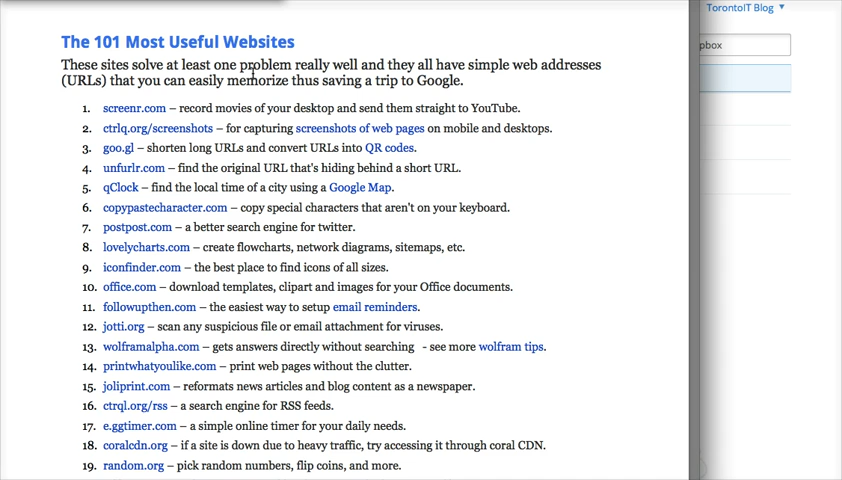 TorontoIT Blog
pbox
The 101 Most Useful Websites
These sites solve at least one problem really well and they all have simple web addresses
(URLs) that you can easily memorize thus saving a trip to Google.
1. screenr.com – record movies of your desktop and send them straight to YouTube.
2. ctrlq.org/screenshots – for capturing screenshots of web pages on mobile and desktops.
3. goo.gl – shorten long URLs and convert URLs into QR codes.
4. unfurlr.com – find the original URL that's hiding behind a short URL.
5. qClock – find the local time of a city using a Google Map.
6. copypastecharacter.com – copy special characters that aren't on your keyboard.
7. postpost.com – a better search engine for twitter.
8. lovelycharts.com – create flowcharts, network diagrams, sitemaps, etc.
9. iconfinder.com – the best place to find icons of all sizes.
10. office.com – download templates, clipart and images for your Office documents.
11. followupthen.com – the easiest way to setup email reminders.
12. jotti.org – scan any suspicious file or email attachment for viruses.
13. wolframalpha.com – gets answers directly without searching - see more wolfram tips.
14. printwhatyoulike.com – print web pages without the clutter.
15. joliprint.com – reformats news articles and blog content as a newspaper.
16. ctrql.org/rss – a search engine for RSS feeds.
17. e.ggtimer.com – a simple online timer for your daily needs.
18. coralcdn.org – if a site is down due to heavy traffic, try accessing it through coral CDN.
19. random.org – pick random numbers, flip coins, and more.